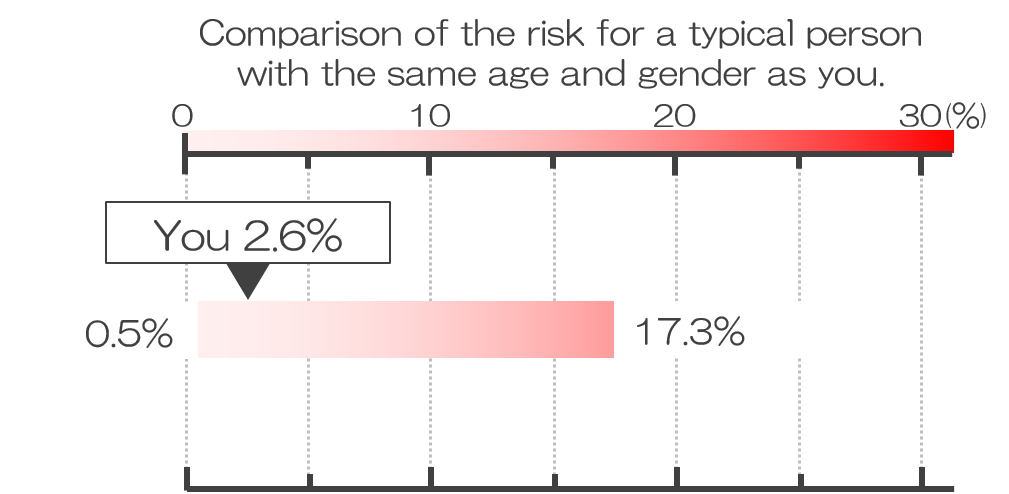 Comparison of the risk for a typical person
with the same age and gender as you.
0 10 20 30(%)
You 2.6%
0.5% 17.3%